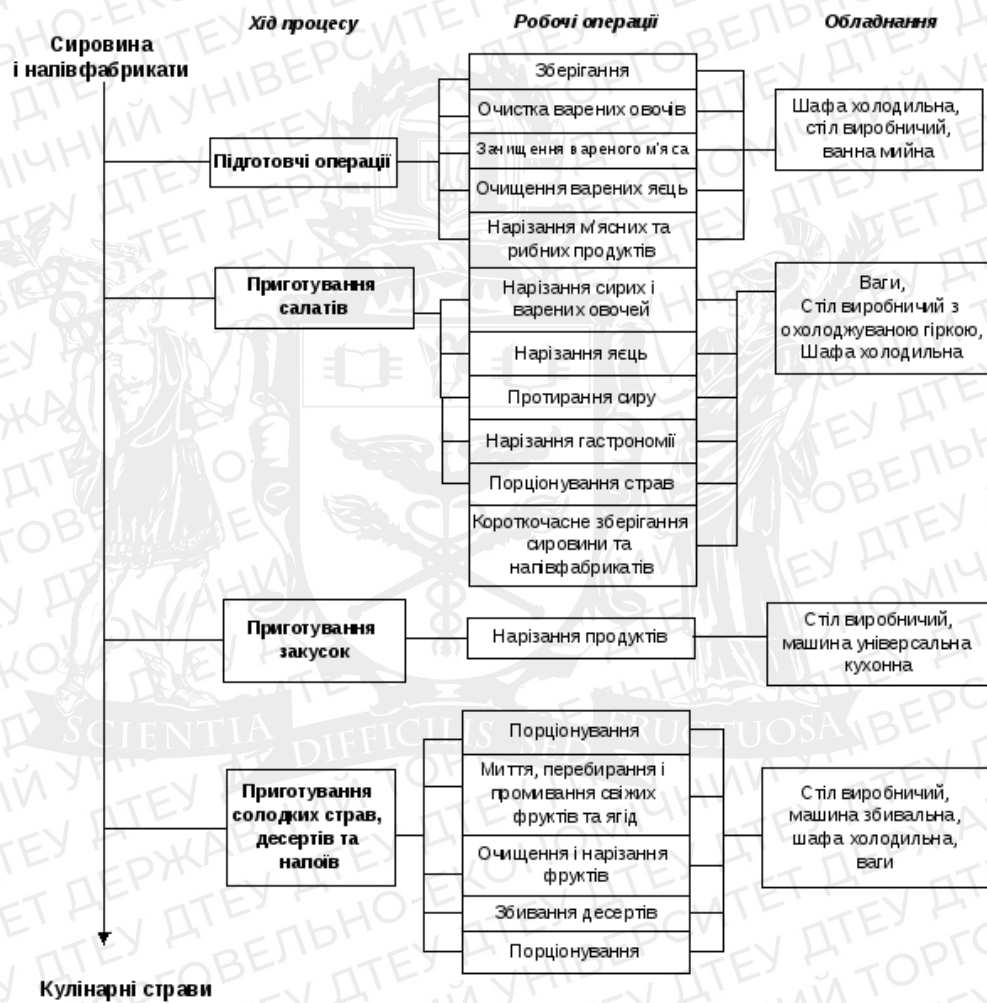 Хід процесу
Робочі операції
Обладнання
Сировина
і напівфабрикати
Підготовчі операції
Зберігання
Очистка варених овочів
Зачищення вареного м'яса
Очищення варених яєць
Нарізання м'ясних та
рибних продуктів
Шафа холодильна,
стіл виробничий,
ванна мийна
Приготування
салатів
Нарізання сирих і
варених овочей
Нарізання яєць
Протирання сиру
Нарізання гастрономії
Порціонування страв
Короткочасне зберігання
сировини та
напівфабрикатів
Ваги,
Стіл виробничий з
охолоджуваною гіркою,
Шафа холодильна
Приготування
закусок
Нарізання продуктів
Стіл виробничий,
машина універсальна
кухонна
Приготування
солодких страв,
десертів та
напоїв
Порціонування
Миття, перебирання і
промивання свіжих
фруктів та ягід
Очищення і нарізання
фруктів
Збивання десертів
Порціонування
Стіл виробничий,
машина збивальна,
шафа холодильна,
ваги
Кулінарні страви
SCIENTIA DIFFICILIS SED FRUCTUOSA